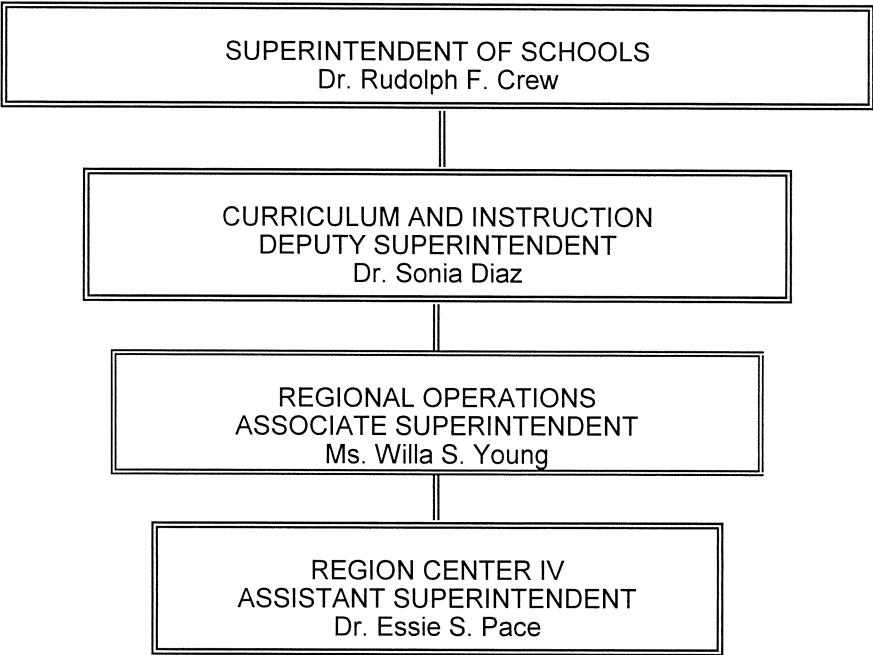 SUPERINTENDENT OF SCHOOLS
Dr. Rudolph F. Crew
CURRICULUM AND INSTRUCTION
DEPUTY SUPERINTENDENT
Dr. Sonia Diaz
REGIONAL OPERATIONS
ASSOCIATE SUPERINTENDENT
Ms. Willa S. Young
REGION CENTER IV
ASSISTANT SUPERINTENDENT
Dr. Essie S. Pace